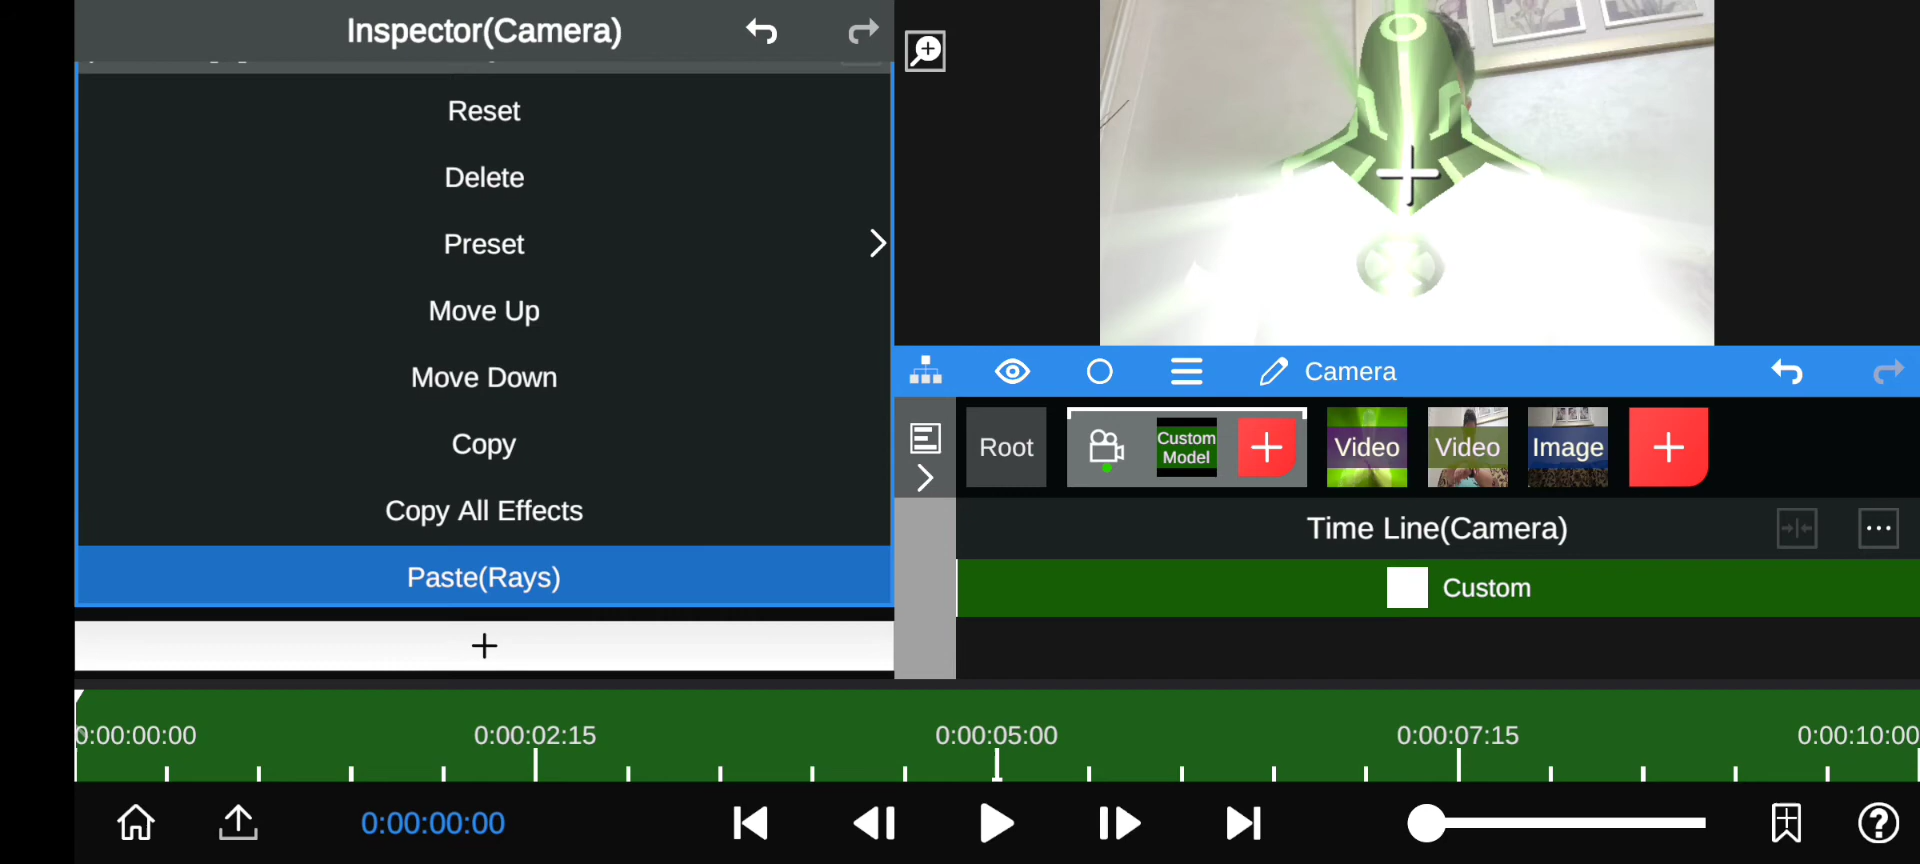 Inspector(Camera)
Reset
Delete
Preset
Move Up
Move Down
Copy
Copy All Effects
Paste(Rays)
+
Camera
Root
Custom
Model
+
Video
Video
Image
+
Time Line(Camera)
Custom
0:00:00:00
0:00:02:15
0:00:05:00
0:00:07:15
0:00:10:00
0:00:00:00